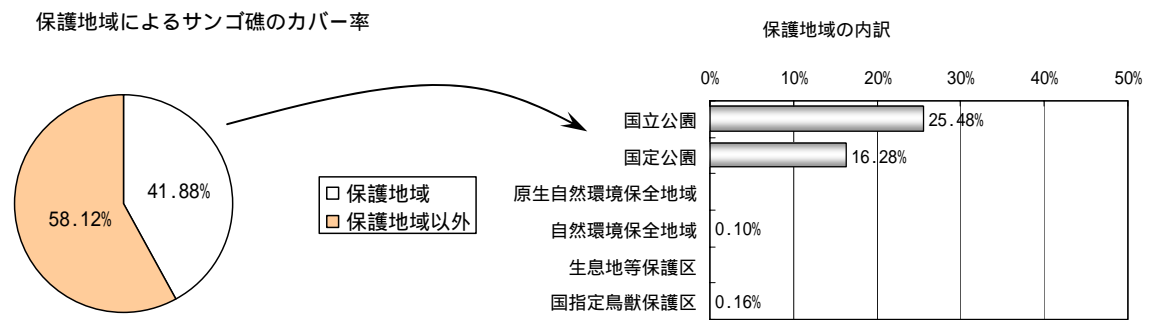 保護地域によるサンゴ礁のカバー率
41.88%
58.12%
保護地域
保護地域以外
保護地域の内訳
0% 10% 20% 30% 40% 50%
国立公園 25.48%
国定公園 16.28%
原生自然環境保全地域
自然環境保全地域 0.10%
生息地等保護区
国指定鳥獣保護区 0.16%